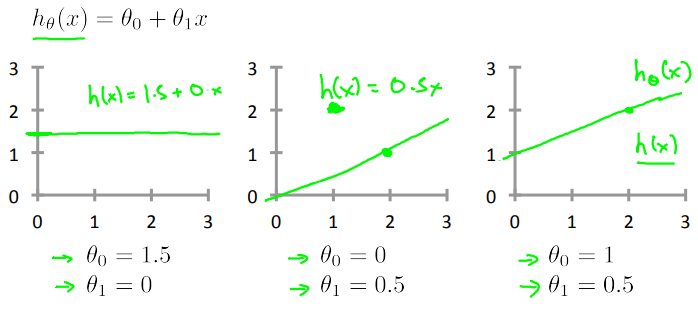 h_θ(x) = θ₀ + θ₁x
3
2
1
0
0 1 2 3
h(x) = 1.5 + 0·x
→ θ₀ = 1.5
→ θ₁ = 0
3
2
1
0
0 1 2 3
h(x) = 0.5x
→ θ₀ = 0
→ θ₁ = 0.5
3
2
1
0
0 1 2 3
h_θ(x)
h(x)
→ θ₀ = 1
→ θ₁ = 0.5